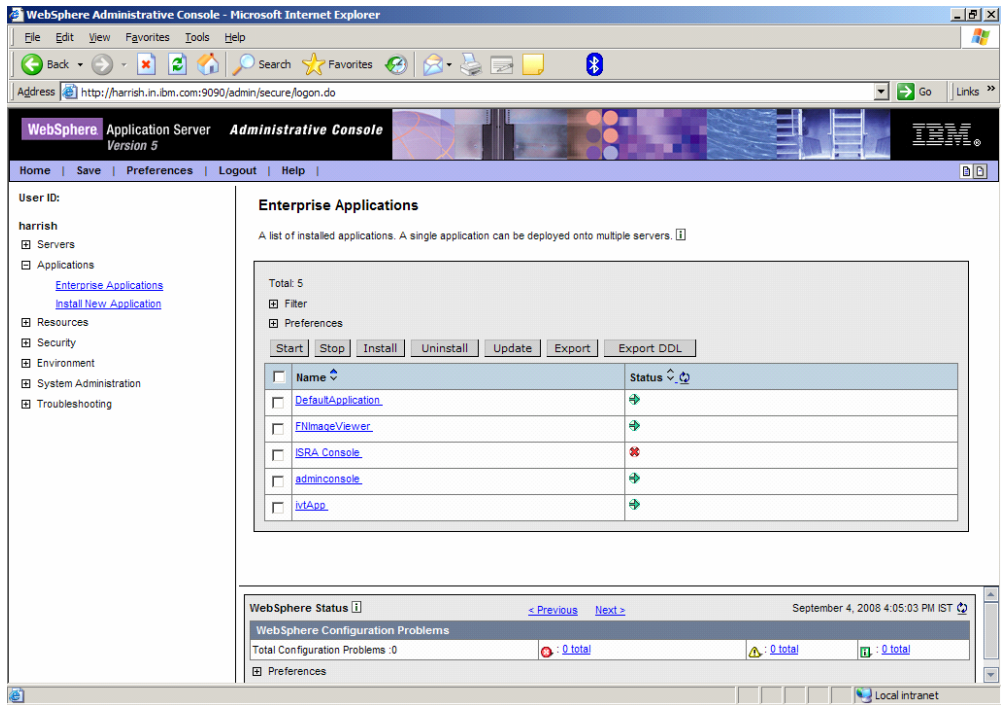 WebSphere Administrative Console - Microsoft Internet Explorer
File Edit View Favorites Tools Help
Back Search Favorites
Address http://harrish.in.ibm.com:9090/admin/secure/logon.do Go Links »
WebSphere Application Server Administrative Console
Version 5
IBM®
Home | Save | Preferences | Logout | Help |
User ID:
harrish
Servers
Applications
Enterprise Applications
Install New Application
Resources
Security
Environment
System Administration
Troubleshooting
Enterprise Applications
A list of installed applications. A single application can be deployed onto multiple servers. i
Total: 5
Filter
Preferences
Start Stop Install Uninstall Update Export Export DDL
Name Status
DefaultApplication
FNImageViewer
ISRA Console
adminconsole
ivtApp
WebSphere Status i < Previous Next > September 4, 2008 4:05:03 PM IST
WebSphere Configuration Problems
Total Configuration Problems :0 : 0 total : 0 total : 0 total
Preferences
Local intranet